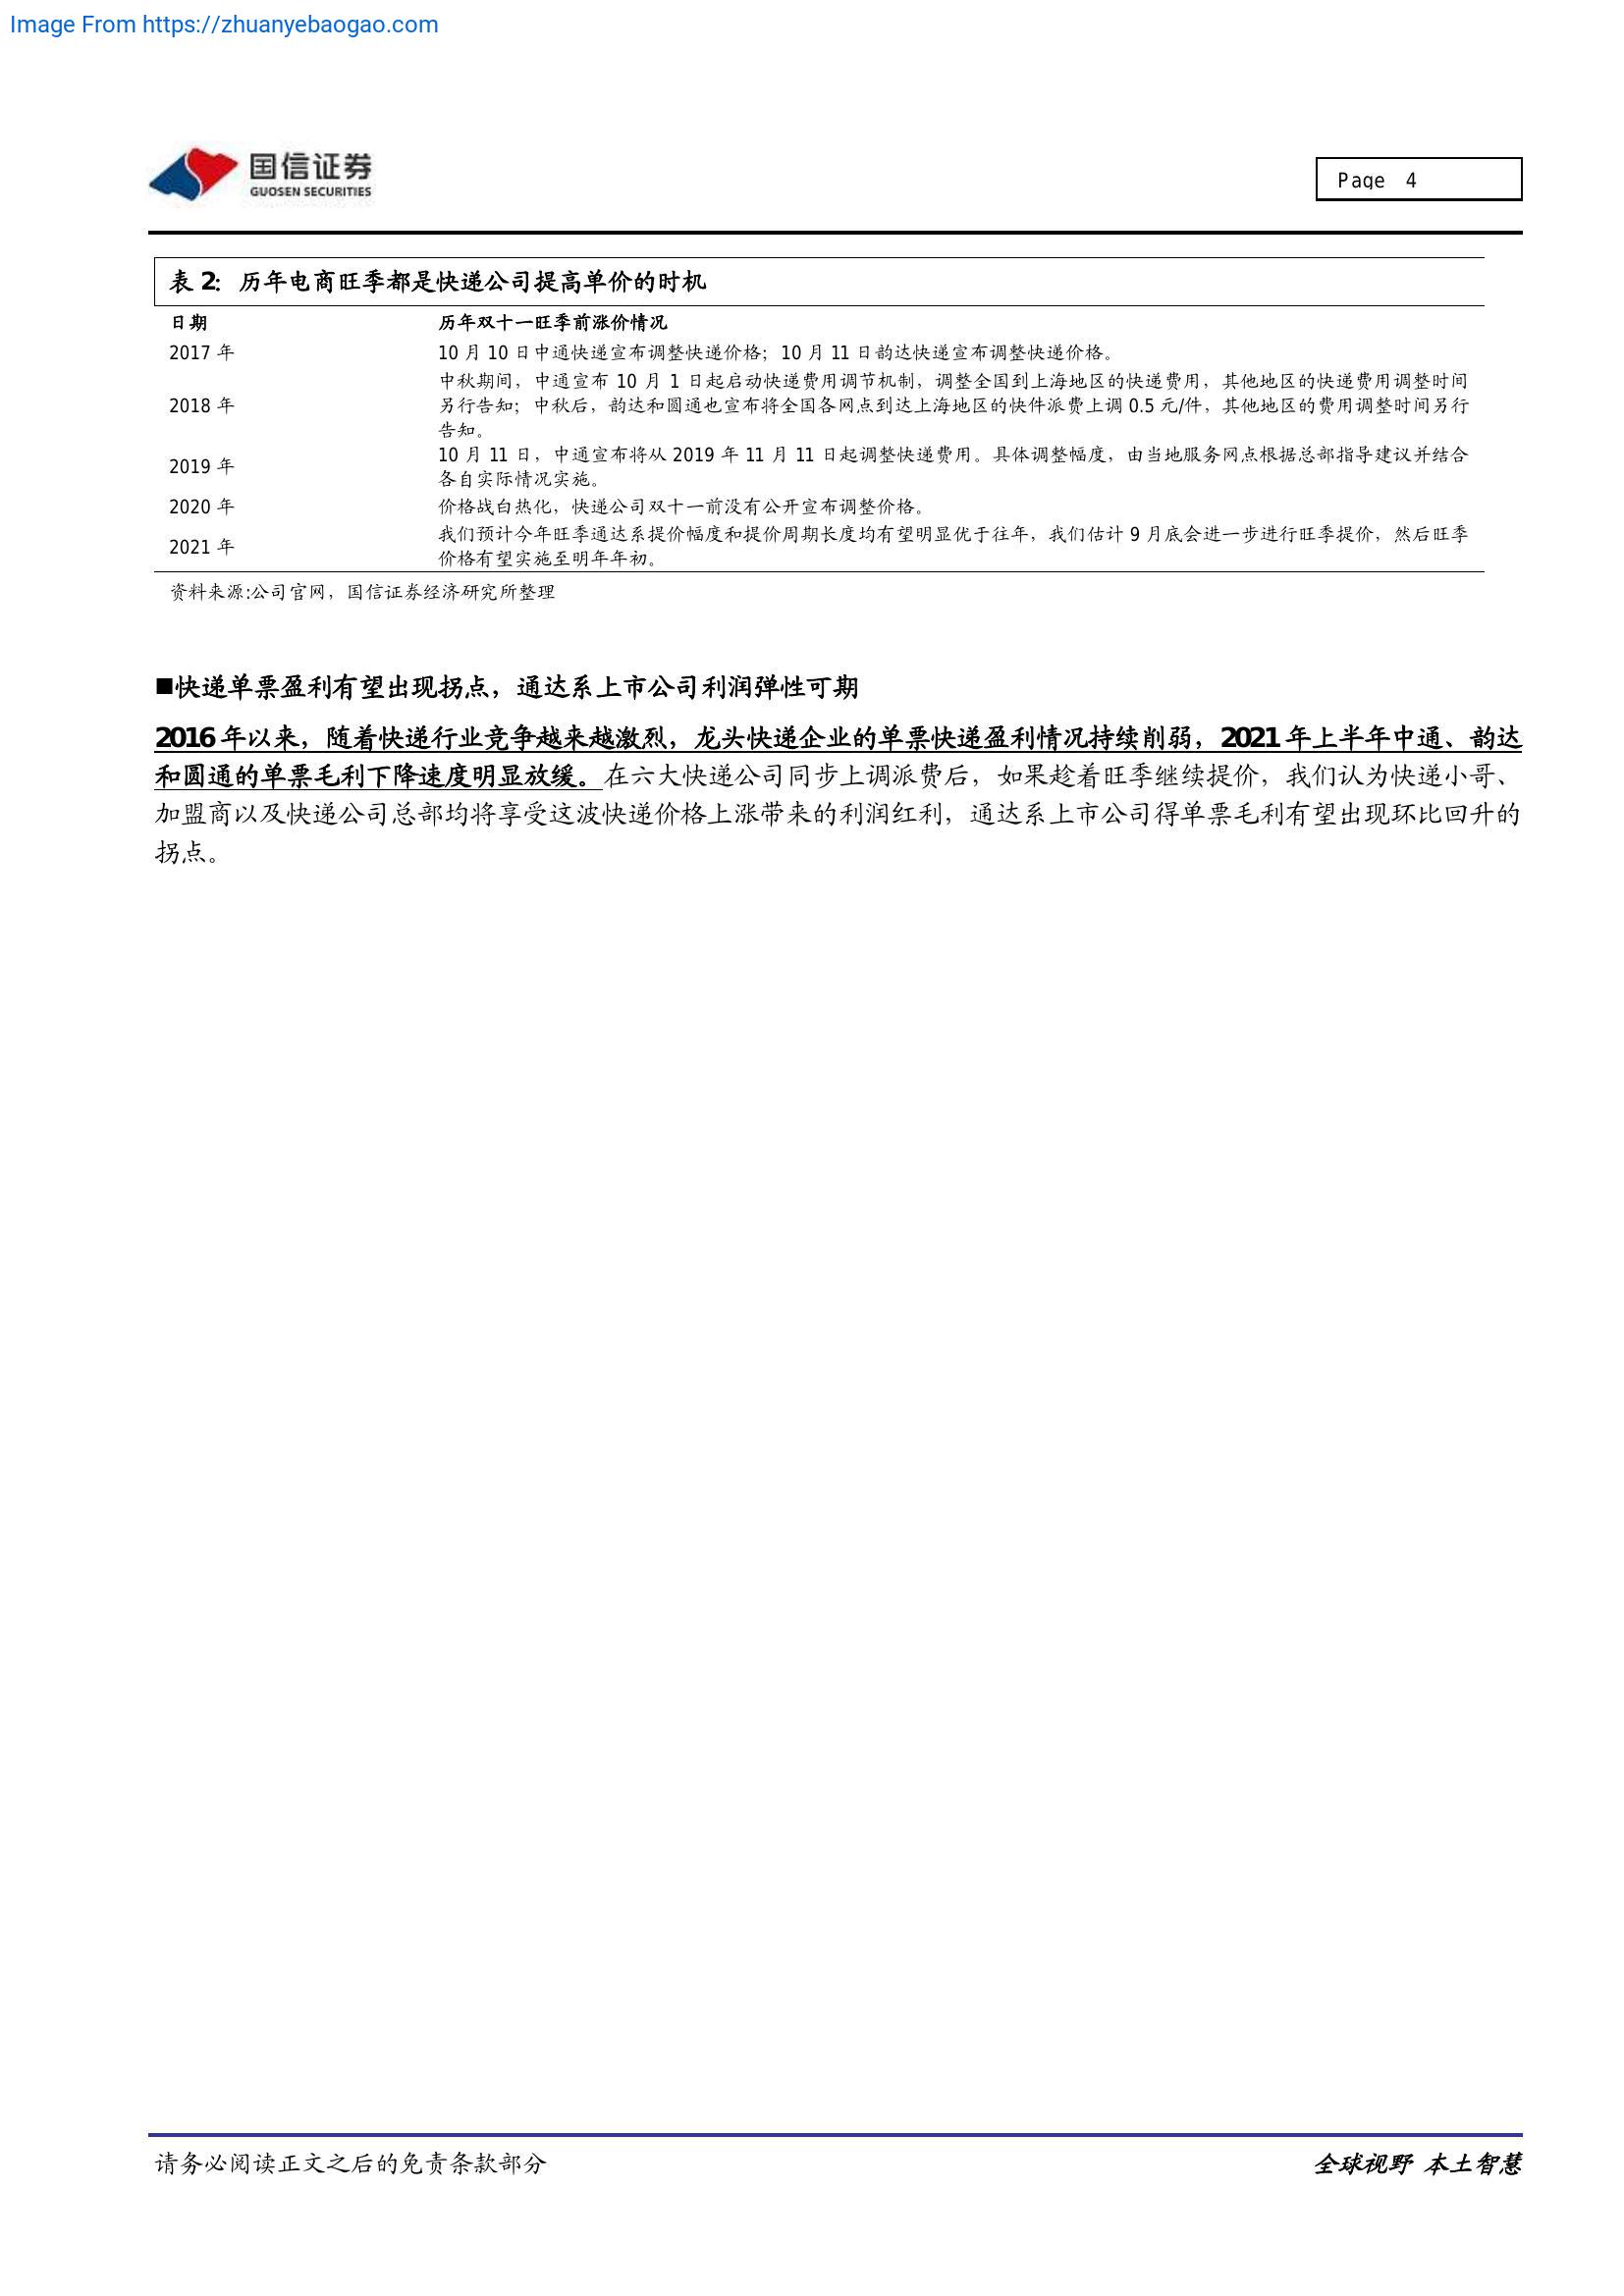 Image From https://zhuanyebaogao.com
国信证券
GUOSEN SECURITIES
Page 4
表 2: 历年电商旺季都是快递公司提高单价的时机
日期 历年双十一旺季前涨价情况
2017 年 10 月 10 日中通快递宣布调整快递价格；10 月 11 日韵达快递宣布调整快递价格。
中秋期间，中通宣布 10 月 1 日起启动快递费用调节机制，调整全国到上海地区的快递费用，其他地区的快递费用调整时间
2018 年 另行告知；中秋后，韵达和圆通也宣布将全国各网点到达上海地区的快件派费上调 0.5 元/件，其他地区的费用调整时间另行
告知。
2019 年 10 月 11 日，中通宣布将从 2019 年 11 月 11 日起调整快递费用。具体调整幅度，由当地服务网点根据总部指导建议并结合
各自实际情况实施。
2020 年 价格战白热化，快递公司双十一前没有公开宣布调整价格。
2021 年 我们预计今年旺季通达系提价幅度和提价周期长度均有望明显优于往年，我们估计 9 月底会进一步进行旺季提价，然后旺季
价格有望实施至明年年初。
资料来源:公司官网，国信证券经济研究所整理
■快递单票盈利有望出现拐点，通达系上市公司利润弹性可期
2016 年以来，随着快递行业竞争越来越激烈，龙头快递企业的单票快递盈利情况持续削弱，2021 年上半年中通、韵达
和圆通的单票毛利下降速度明显放缓。在六大快递公司同步上调派费后，如果趁着旺季继续提价，我们认为快递小哥、
加盟商以及快递公司总部均将享受这波快递价格上涨带来的利润红利，通达系上市公司得单票毛利有望出现环比回升的
拐点。
请务必阅读正文之后的免责条款部分
全球视野 本土智慧